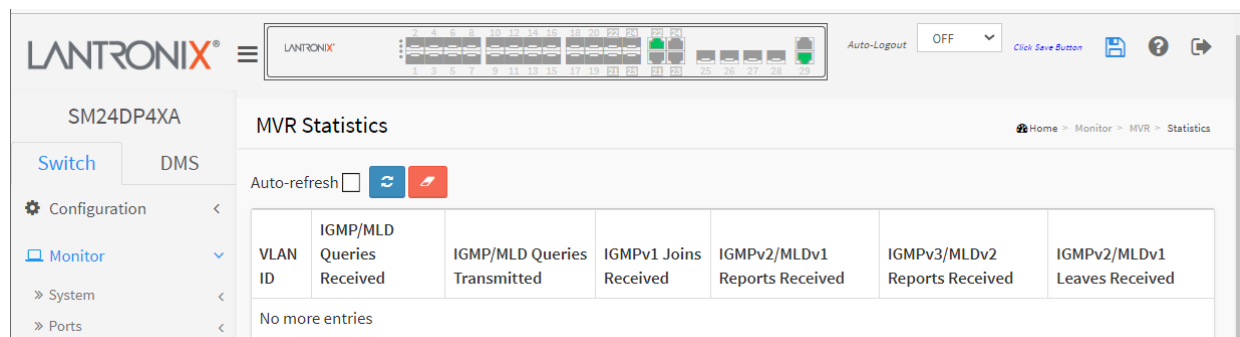 LANTRONIX®
LANTRONIX®
2 4 6 8 10 12 14 16 18 20 22 24 22 24
1 3 5 7 9 11 13 15 17 19 21 23 21 23 25 26 27 28 29
Auto-Logout OFF Click Save Button
SM24DP4XA
Switch DMS
Configuration
Monitor
» System
» Ports
MVR Statistics
Home > Monitor > MVR > Statistics
Auto-refresh
VLAN ID
IGMP/MLD Queries Received
IGMP/MLD Queries Transmitted
IGMPv1 Joins Received
IGMPv2/MLDv1 Reports Received
IGMPv3/MLDv2 Reports Received
IGMPv2/MLDv1 Leaves Received
No more entries